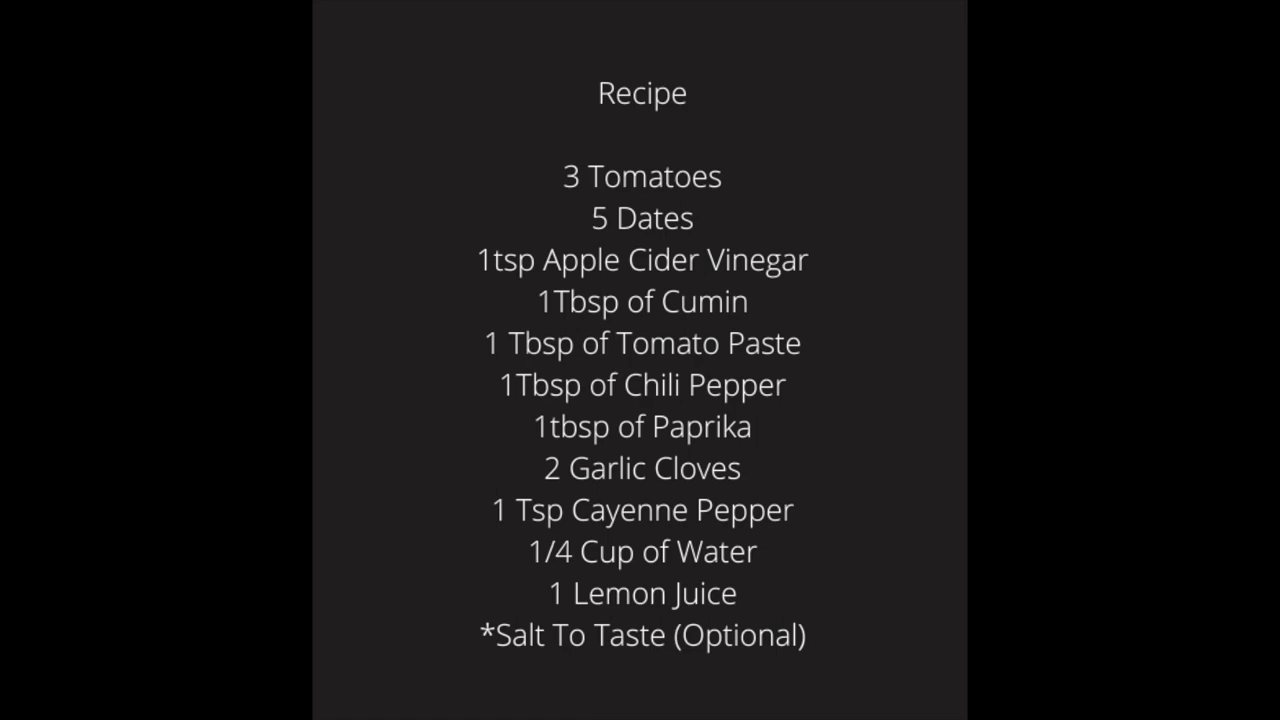 Recipe
3 Tomatoes
5 Dates
1tsp Apple Cider Vinegar
1Tbsp of Cumin
1 Tbsp of Tomato Paste
1Tbsp of Chili Pepper
1tbsp of Paprika
2 Garlic Cloves
1 Tsp Cayenne Pepper
1/4 Cup of Water
1 Lemon Juice
*Salt To Taste (Optional)